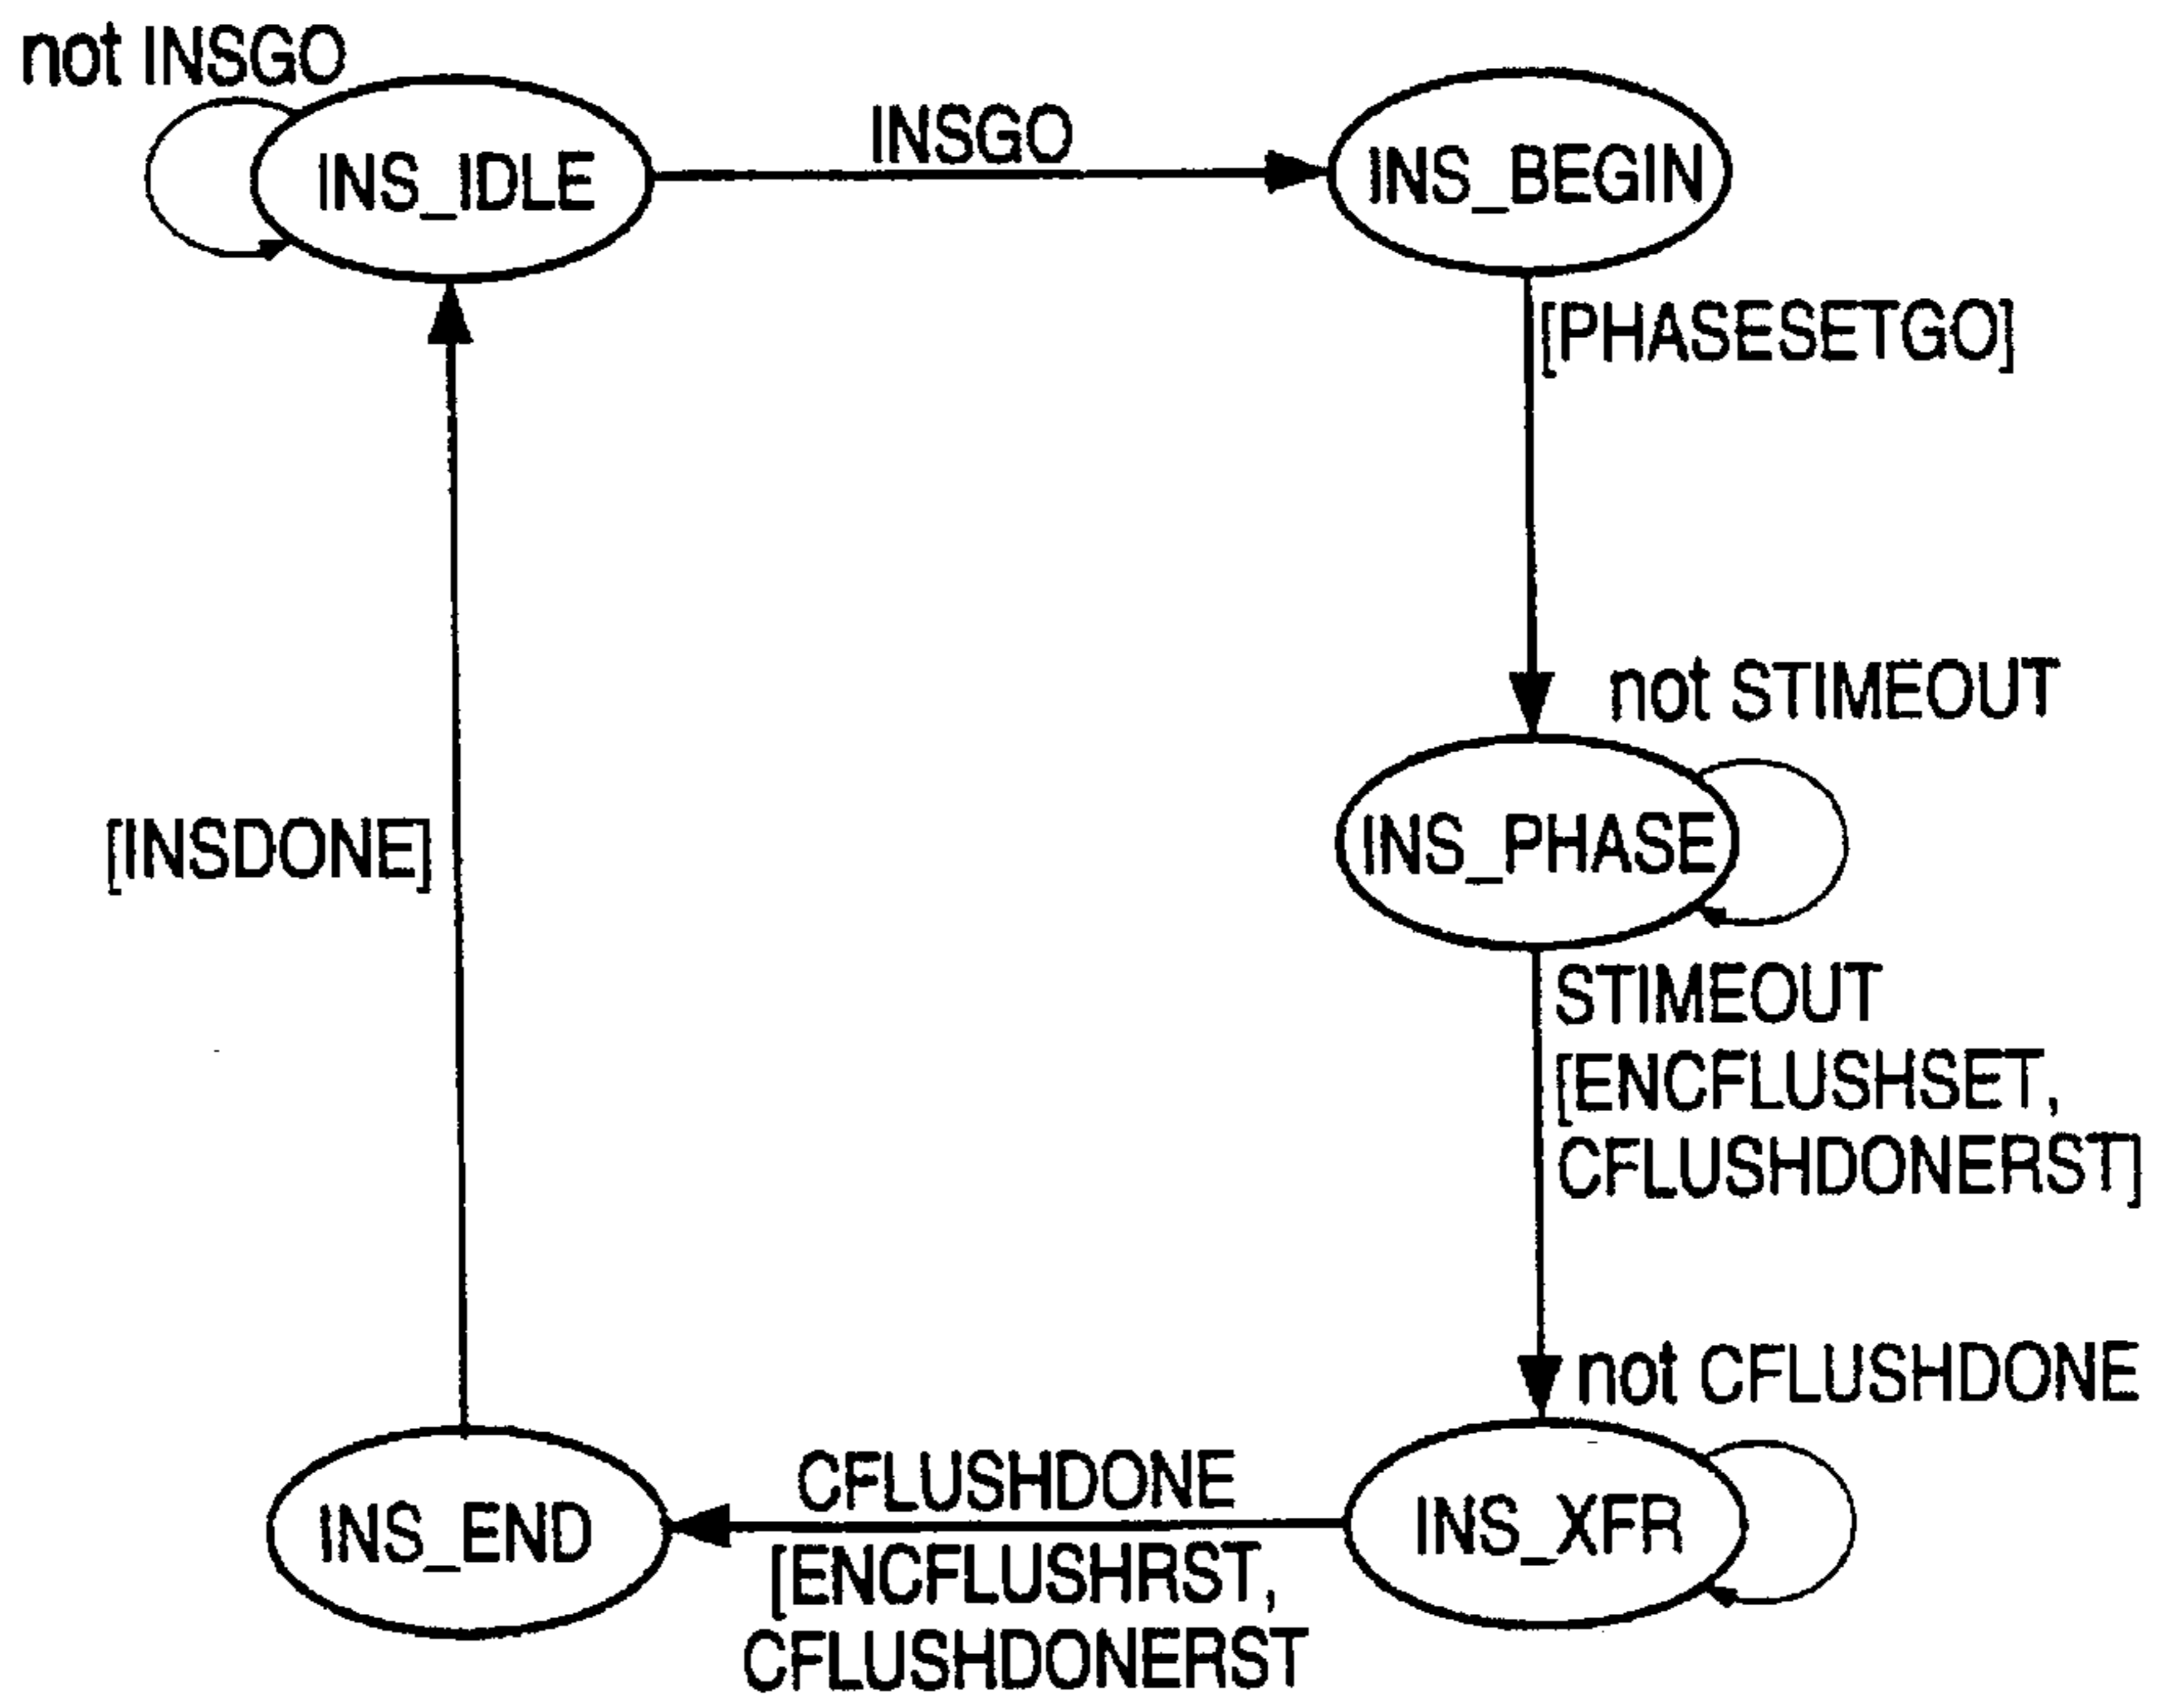 not INSGO
INS_IDLE
INSGO
INS_BEGIN
[PHASESETGO]
not STIMEOUT
INS_PHASE
[INSDONE]
STIMEOUT
[ENCFLUSHSET,
CFLUSHDONERST]
not CFLUSHDONE
INS_XFR
CFLUSHDONE
[ENCFLUSHRST,
CFLUSHDONERST
INS_END